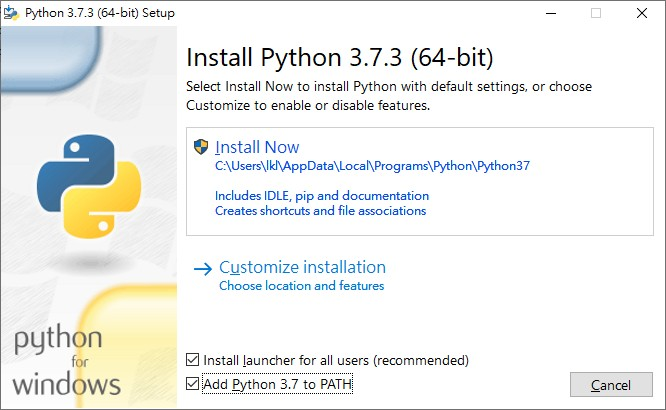 Python 3.7.3 (64-bit) Setup
Install Python 3.7.3 (64-bit)
Select Install Now to install Python with default settings, or choose
Customize to enable or disable features.
Install Now
C:\Users\lkl\AppData\Local\Programs\Python\Python37
Includes IDLE, pip and documentation
Creates shortcuts and file associations
Customize installation
Choose location and features
python
for
windows
Install launcher for all users (recommended)
Add Python 3.7 to PATH
Cancel